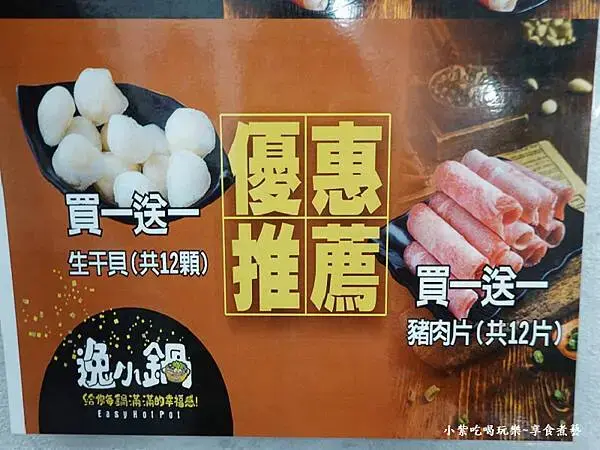 優惠
推薦
買一送一
生干貝(共12顆)
買一送一
豬肉片(共12片)
逸小鍋
給你每鍋滿滿的幸福感!
EasyHotPot
小紫吃喝玩樂~享食煮藝